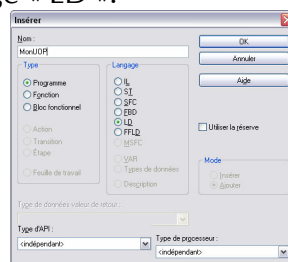 Insérer
Nom :
MonUOP
OK
Annuler
Aide
Type
Programme
Fonction
Bloc fonctionnel
Action
Transition
Étape
Feuille de travail
Langage
IL
ST
SFC
FBD
LD
FFLD
MSFC
VAR
Types de données
Description
Utiliser la réserve
Mode
Insérer
Ajouter
Type de données valeur de retour :
Type d'API :
<indépendant>
Type de processeur :
<indépendant>